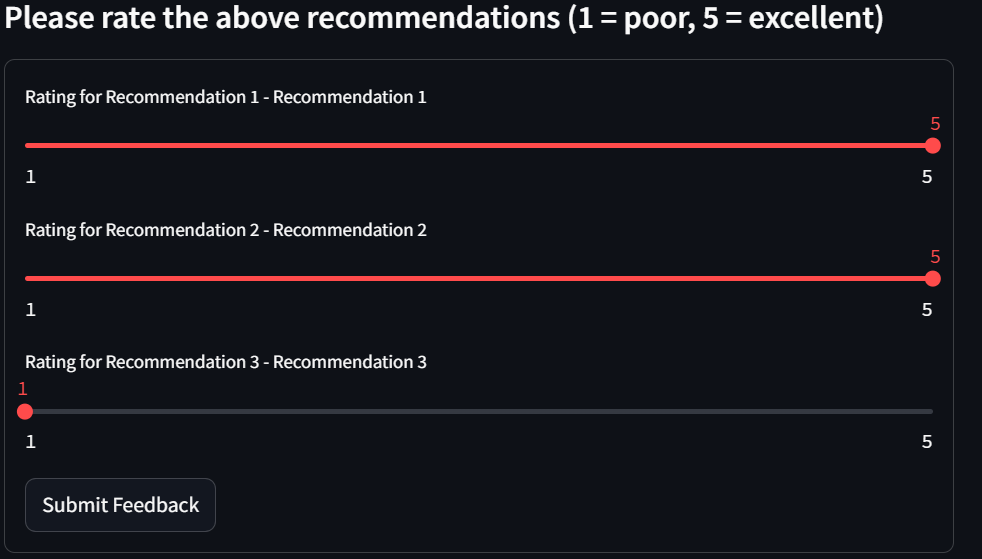 Please rate the above recommendations (1 = poor, 5 = excellent)
Rating for Recommendation 1 - Recommendation 1
5
1 5
Rating for Recommendation 2 - Recommendation 2
5
1 5
Rating for Recommendation 3 - Recommendation 3
1
1 5
Submit Feedback